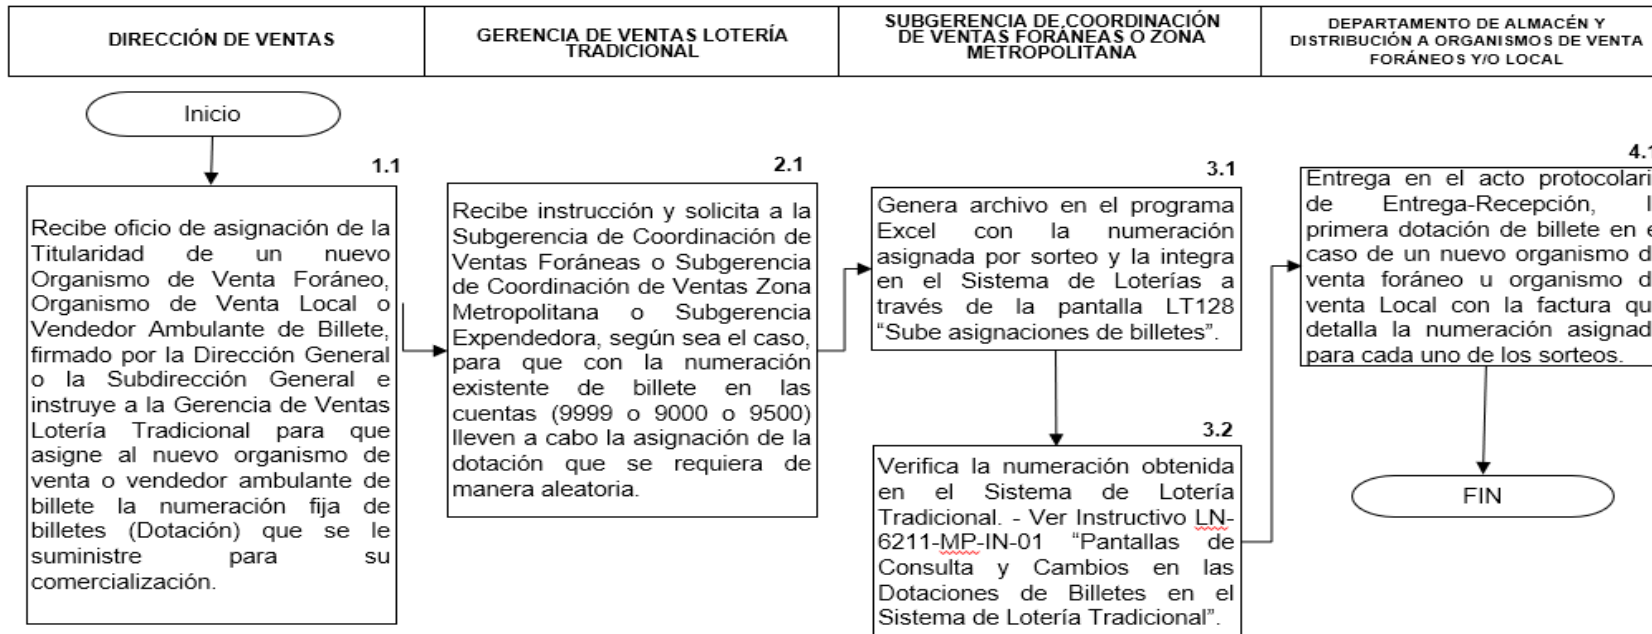 DIRECCIÓN DE VENTAS
GERENCIA DE VENTAS LOTERÍA
TRADICIONAL
SUBGERENCIA DE COORDINACIÓN
DE VENTAS FORÁNEAS O ZONA
METROPOLITANA
DEPARTAMENTO DE ALMACÉN Y
DISTRIBUCIÓN A ORGANISMOS DE VENTA
FORÁNEOS Y/O LOCAL
Inicio
1.1
Recibe oficio de asignación de la
Titularidad de un nuevo
Organismo de Venta Foráneo,
Organismo de Venta Local o
Vendedor Ambulante de Billete,
firmado por la Dirección General
o la Subdirección General e
instruye a la Gerencia de Ventas
Lotería Tradicional para que
asigne al nuevo organismo de
venta o vendedor ambulante de
billete la numeración fija de
billetes (Dotación) que se le
suministre para su
comercialización.
2.1
Recibe instrucción y solicita a la
Subgerencia de Coordinación de
Ventas Foráneas o Subgerencia
de Coordinación de Ventas Zona
Metropolitana o Subgerencia
Expendedora, según sea el caso,
para que con la numeración
existente de billete en las
cuentas (9999 o 9000 o 9500)
lleven a cabo la asignación de la
dotación que se requiera de
manera aleatoria.
3.1
Genera archivo en el programa
Excel con la numeración
asignada por sorteo y la integra
en el Sistema de Loterías a
través de la pantalla LT128
“Sube asignaciones de billetes”.
3.2
Verifica la numeración obtenida
en el Sistema de Lotería
Tradicional. - Ver Instructivo LN-
6211-MP-IN-01 “Pantallas de
Consulta y Cambios en las
Dotaciones de Billetes en el
Sistema de Lotería Tradicional”.
4.1
Entrega en el acto protocolari
de Entrega-Recepción, l
primera dotación de billete en e
caso de un nuevo organismo d
venta foráneo u organismo d
venta Local con la factura qu
detalla la numeración asignad
para cada uno de los sorteos.
FIN